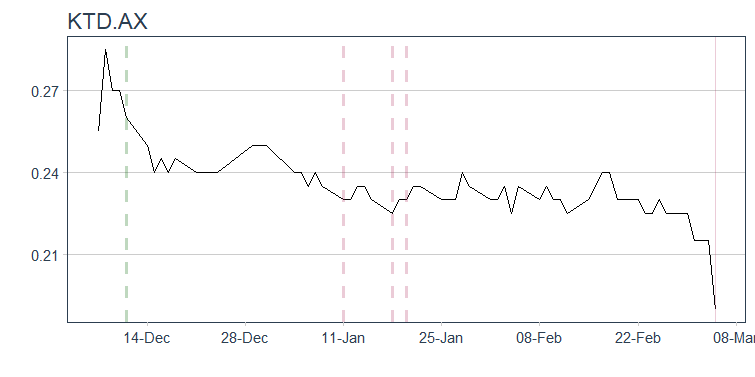 KTD.AX
0.27
0.24
0.21
14-Dec
28-Dec
11-Jan
25-Jan
08-Feb
22-Feb
08-Mar